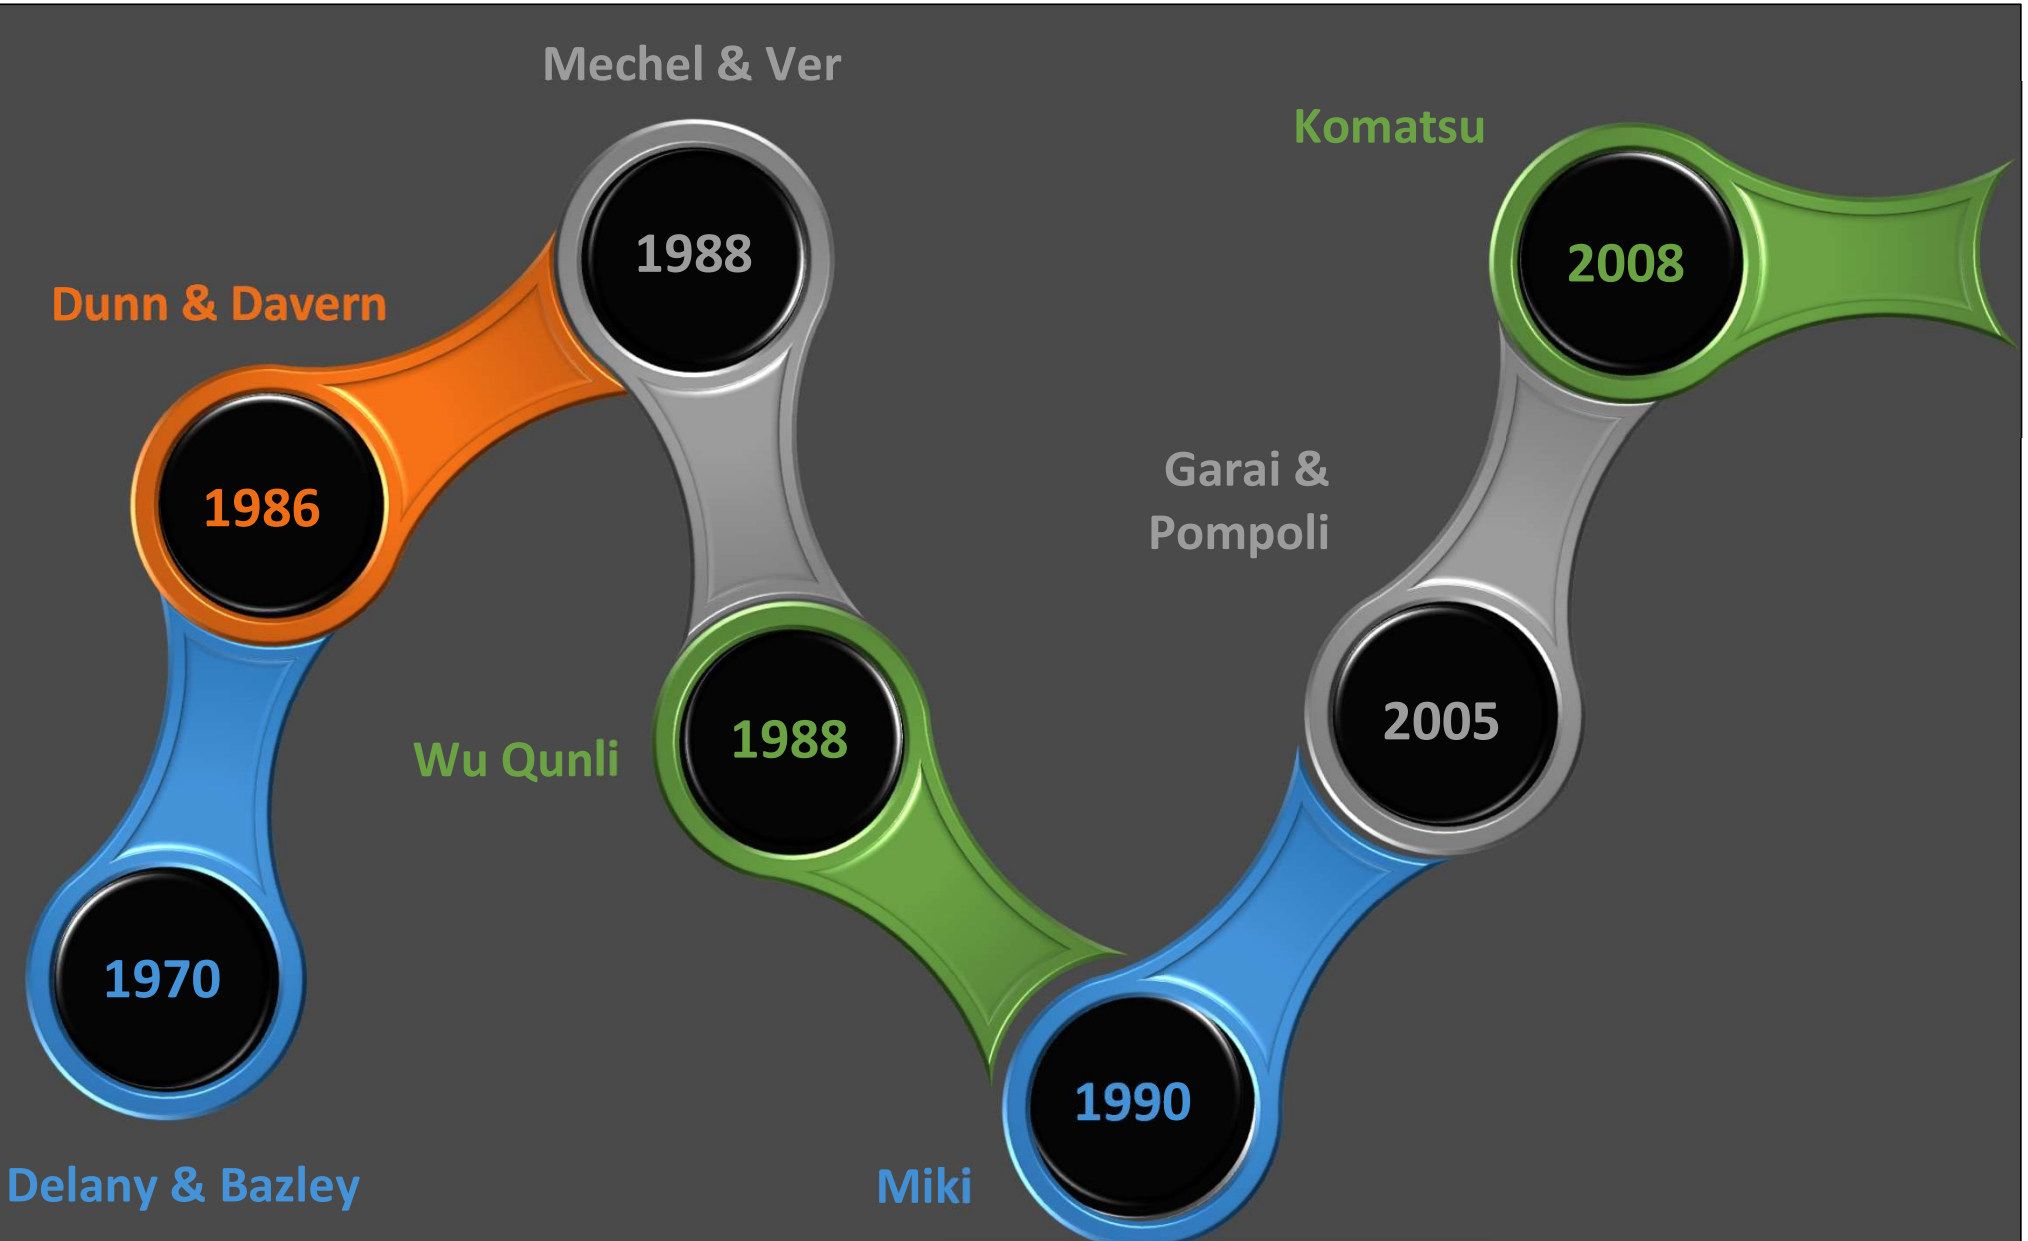 Delany & Bazley
1970
Dunn & Davern
1986
Mechel & Ver
1988
Wu Qunli
1988
Miki
1990
Garai &
Pompoli
2005
Komatsu
2008